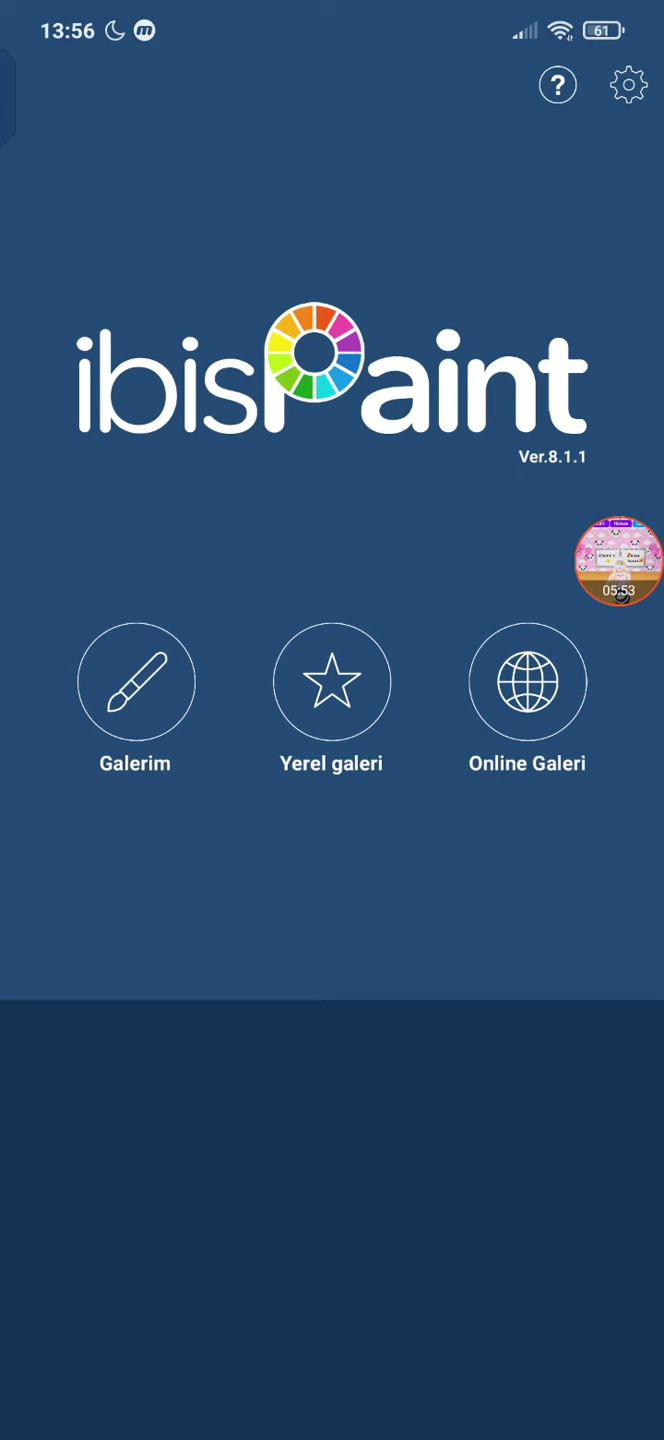 13:56
61
?
ibisPaint
Ver.8.1.1
05:53
Galerim
Yerel galeri
Online Galeri